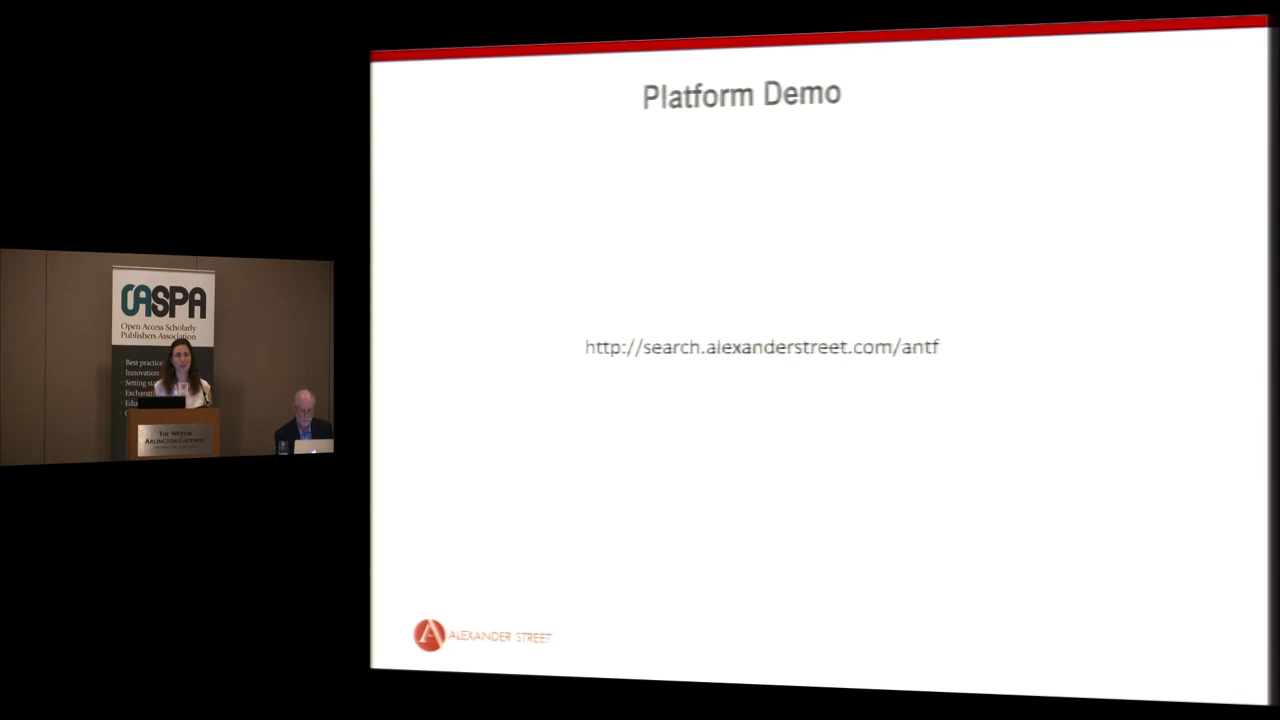 Platform Demo
http://search.alexanderstreet.com/antf
ALEXANDER STREET
OASPA
Open Access Scholarly
Publishers Association
Best practice
Innovation
Setting
THE WESTIN
ARLINGTON GATEWAY